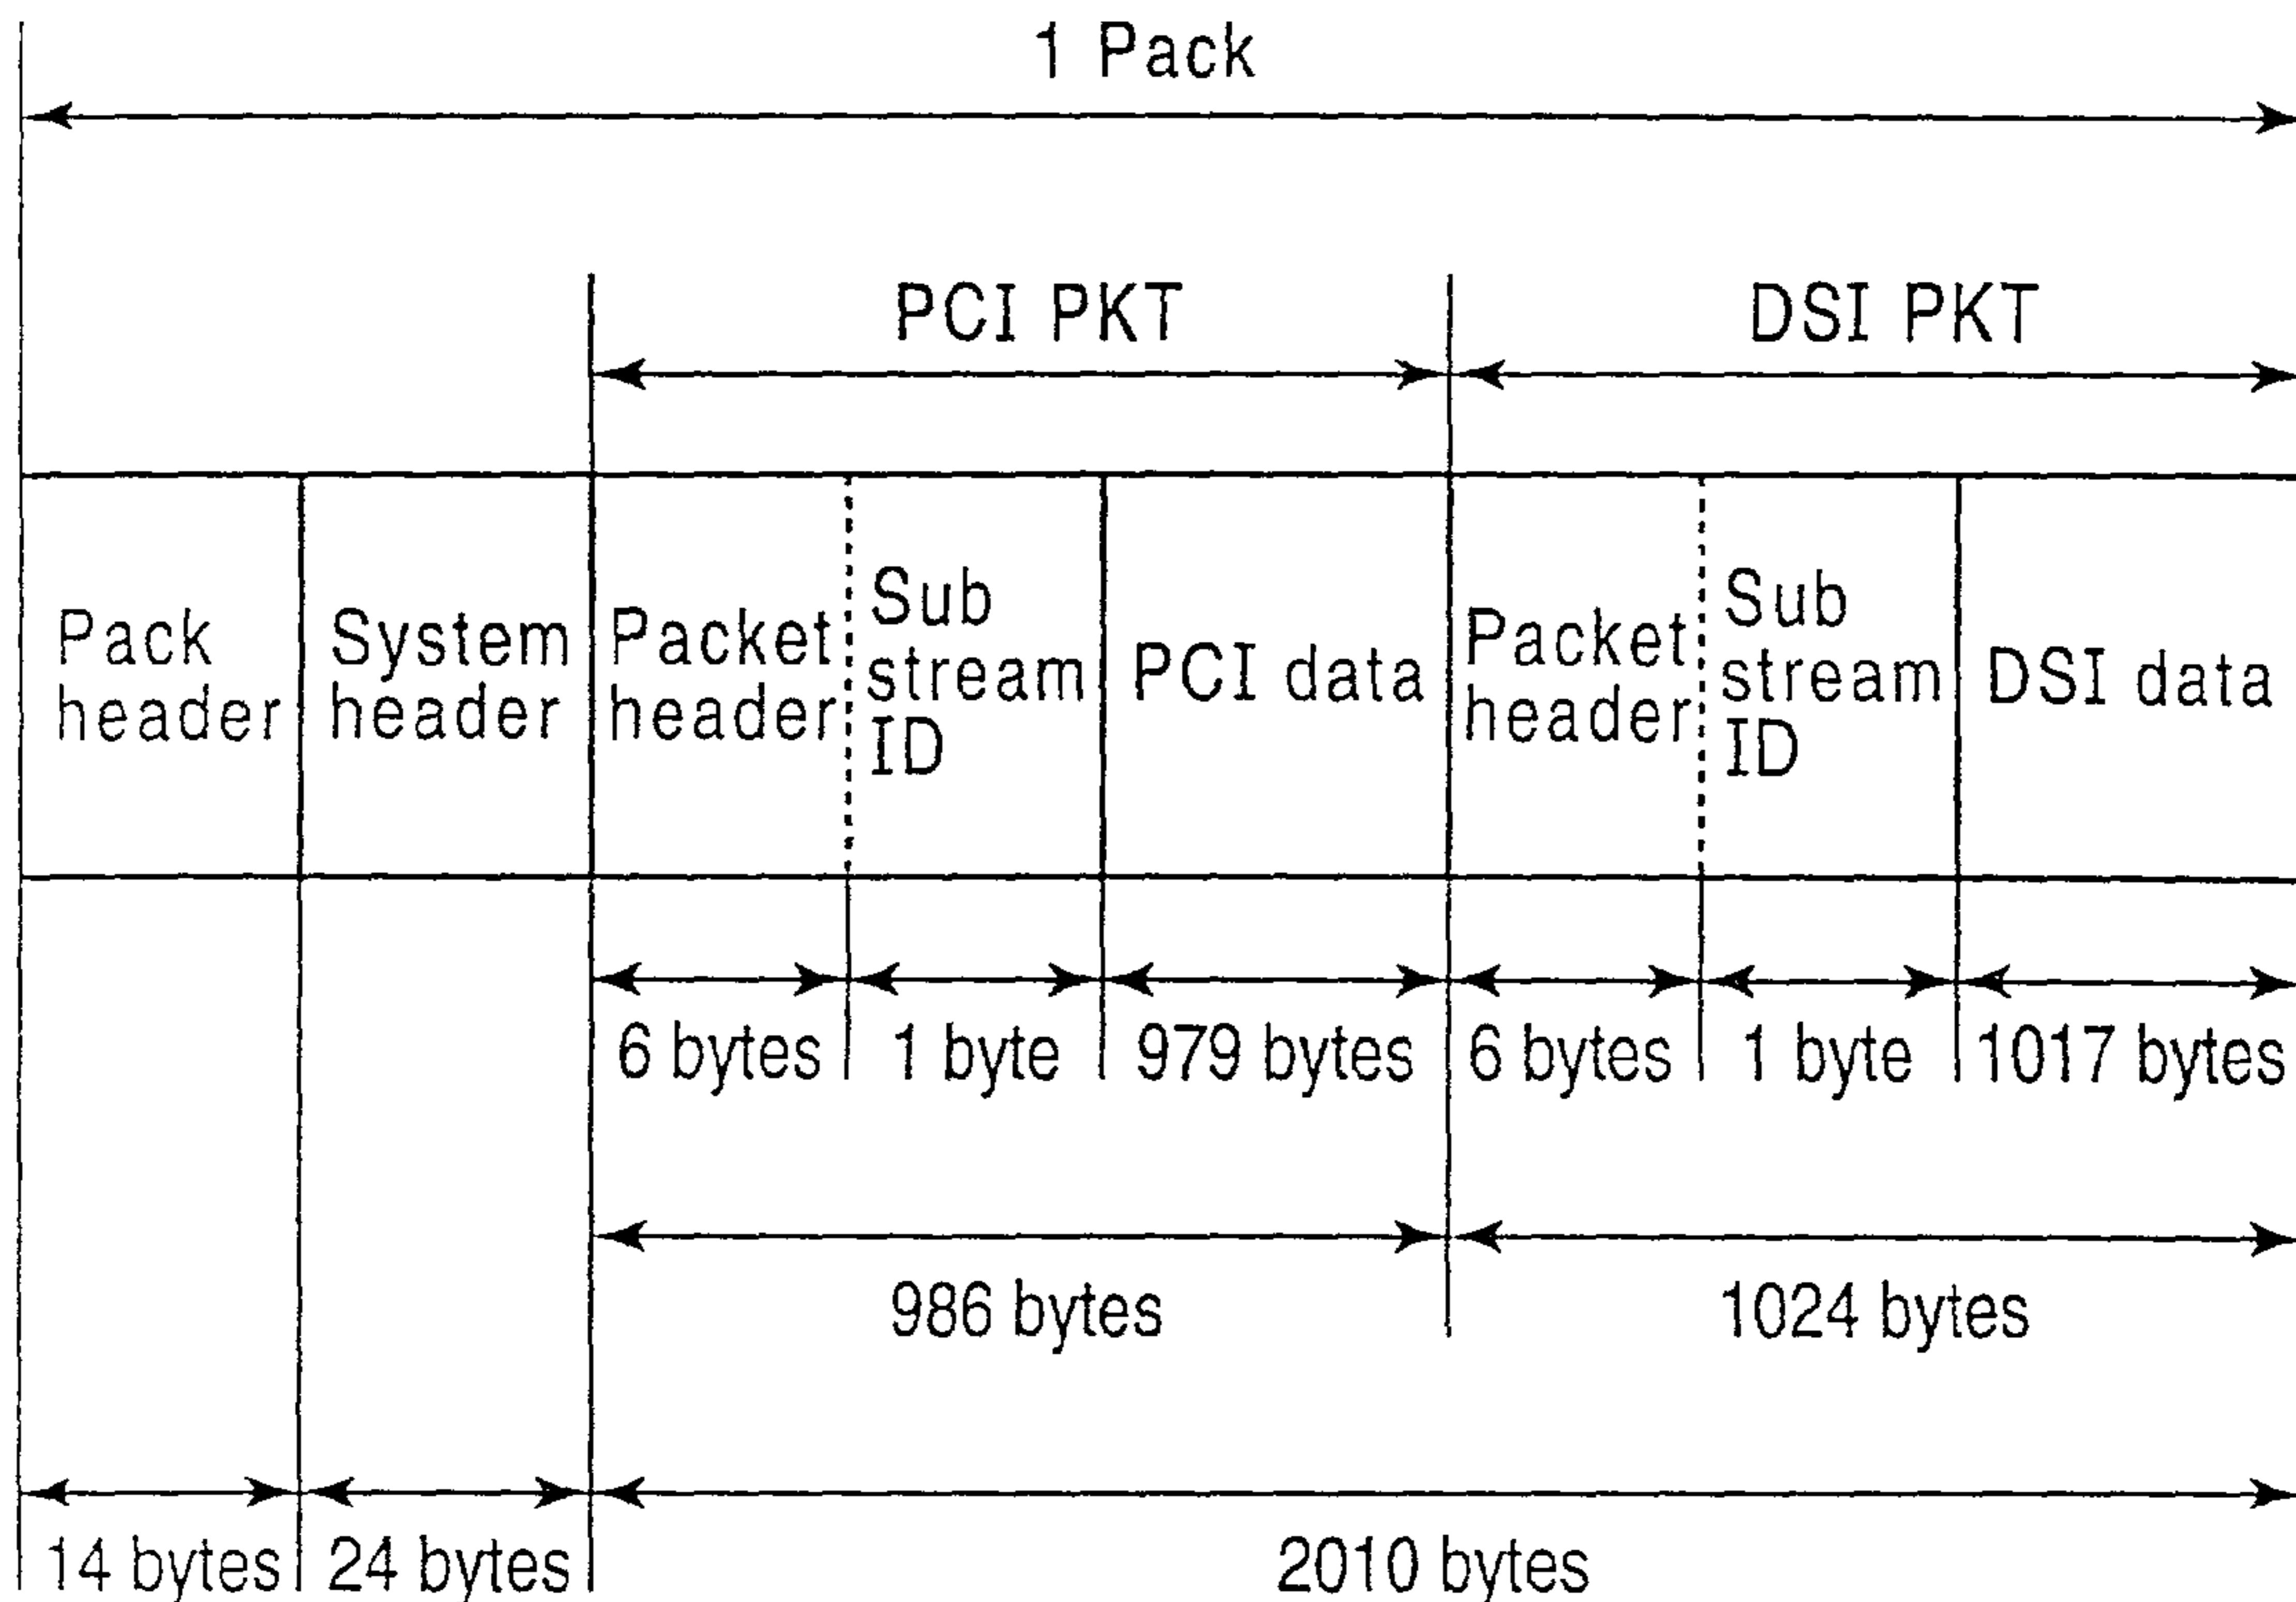 1 Pack
PCI PKT
DSI PKT
Pack
header
System
header
Packet
header
Sub
stream
ID
PCI data
Packet
header
Sub
stream
ID
DSI data
6 bytes
1 byte
979 bytes
6 bytes
1 byte
1017 bytes
986 bytes
1024 bytes
14 bytes
24 bytes
2010 bytes